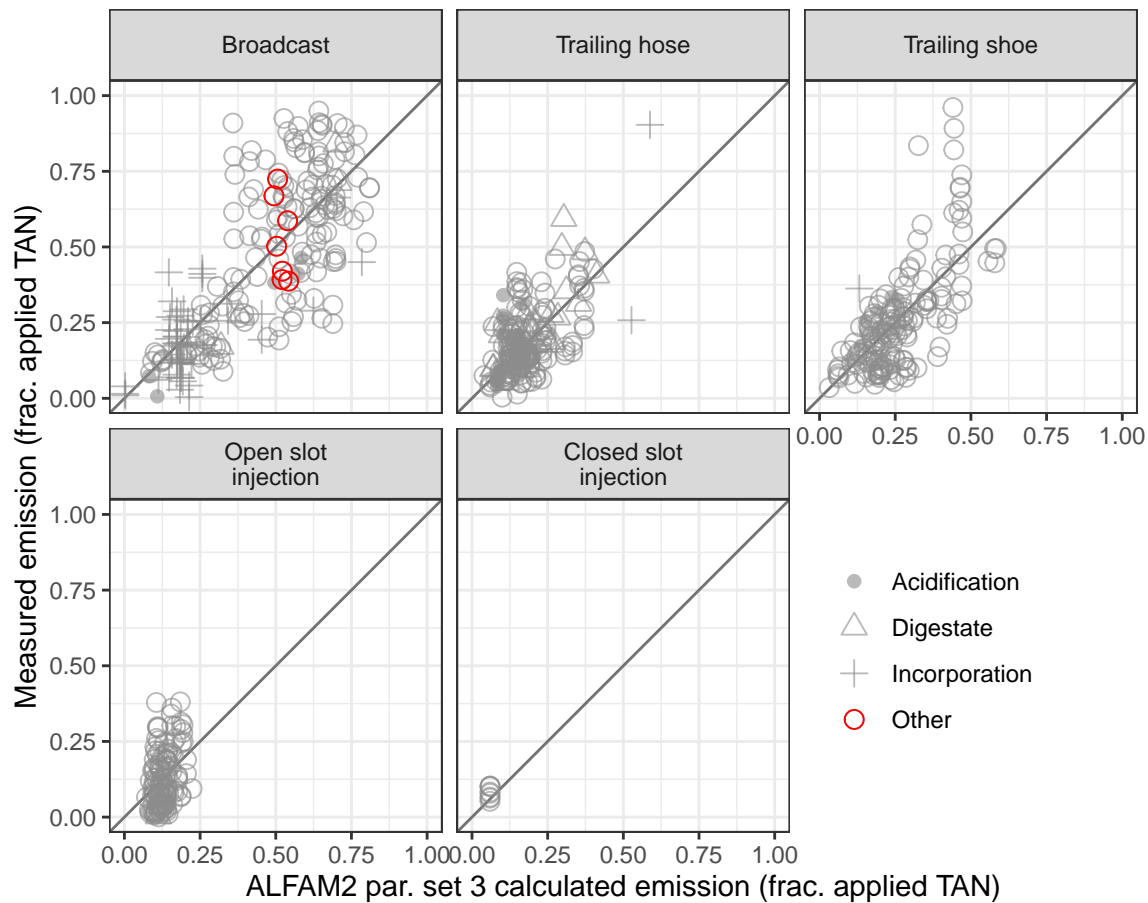 Broadcast
Trailing hose
Trailing shoe
1.00
0.75
0.50
0.25
0.00
0.00 0.25 0.50 0.75 1.00
Open slot
injection
Closed slot
injection
1.00
0.75
0.50
0.25
0.00
0.00 0.25 0.50 0.75 1.00
0.00 0.25 0.50 0.75 1.00
Measured emission (frac. applied TAN)
ALFAM2 par. set 3 calculated emission (frac. applied TAN)
Acidification
Digestate
Incorporation
Other